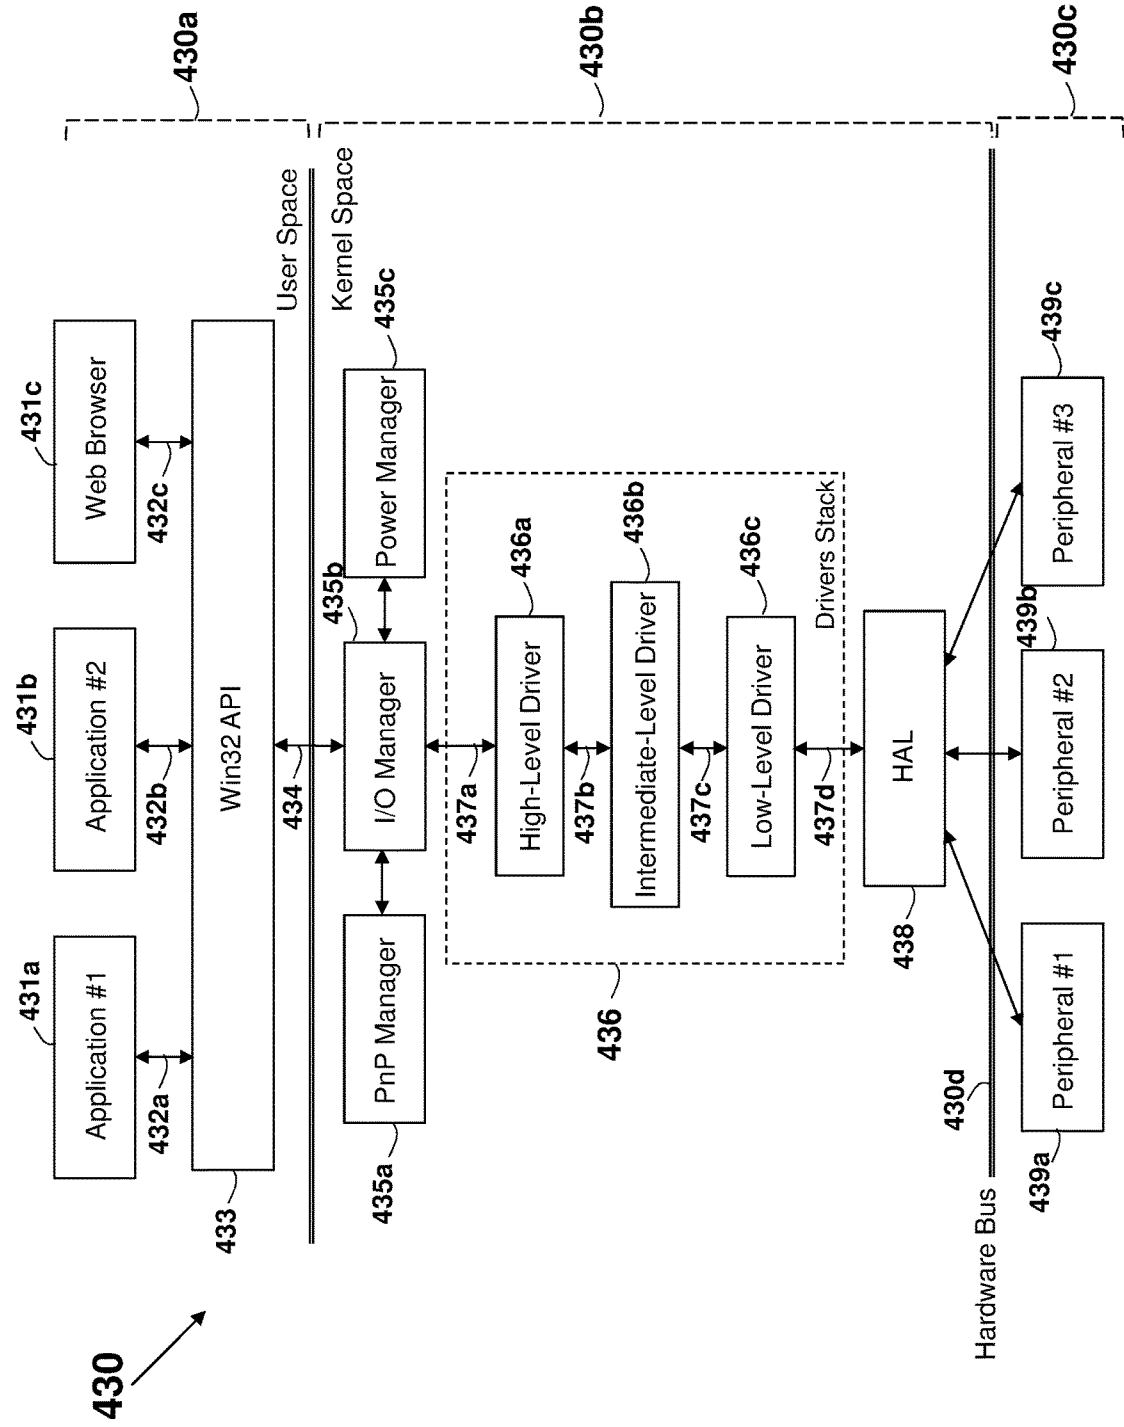 430
430a
431a
431b
431c
Application #1
Application #2
Web Browser
432a
432b
432c
433
Win32 API
434
User Space
Kernel Space
430b
435a
435b
435c
PnP Manager
I/O Manager
Power Manager
437a
436
436a
High-Level Driver
437b
436b
Intermediate-Level Driver
437c
436c
Low-Level Driver
437d
Drivers Stack
438
HAL
430d
Hardware Bus
430c
439a
439b
439c
Peripheral #1
Peripheral #2
Peripheral #3